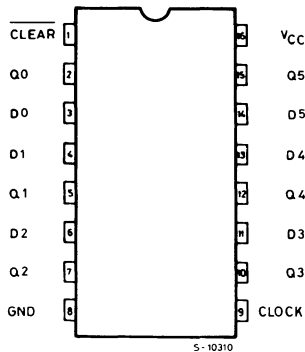 CLEAR 1 16 VCC
Q0 2 15 Q5
D0 3 14 D5
D1 4 13 D4
Q1 5 12 Q4
D2 6 11 D3
Q2 7 10 Q3
GND 8 9 CLOCK
S-10310